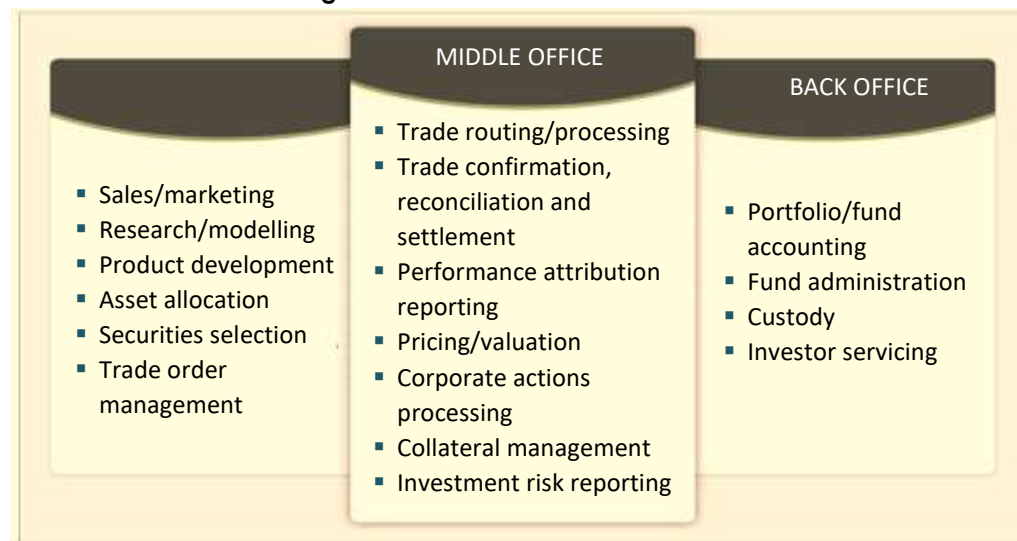 MIDDLE OFFICE
BACK OFFICE
▪ Sales/marketing
▪ Research/modelling
▪ Product development
▪ Asset allocation
▪ Securities selection
▪ Trade order
management
▪ Trade routing/processing
▪ Trade confirmation,
reconciliation and
settlement
▪ Performance attribution
reporting
▪ Pricing/valuation
▪ Corporate actions
processing
▪ Collateral management
▪ Investment risk reporting
▪ Portfolio/fund
accounting
▪ Fund administration
▪ Custody
▪ Investor servicing